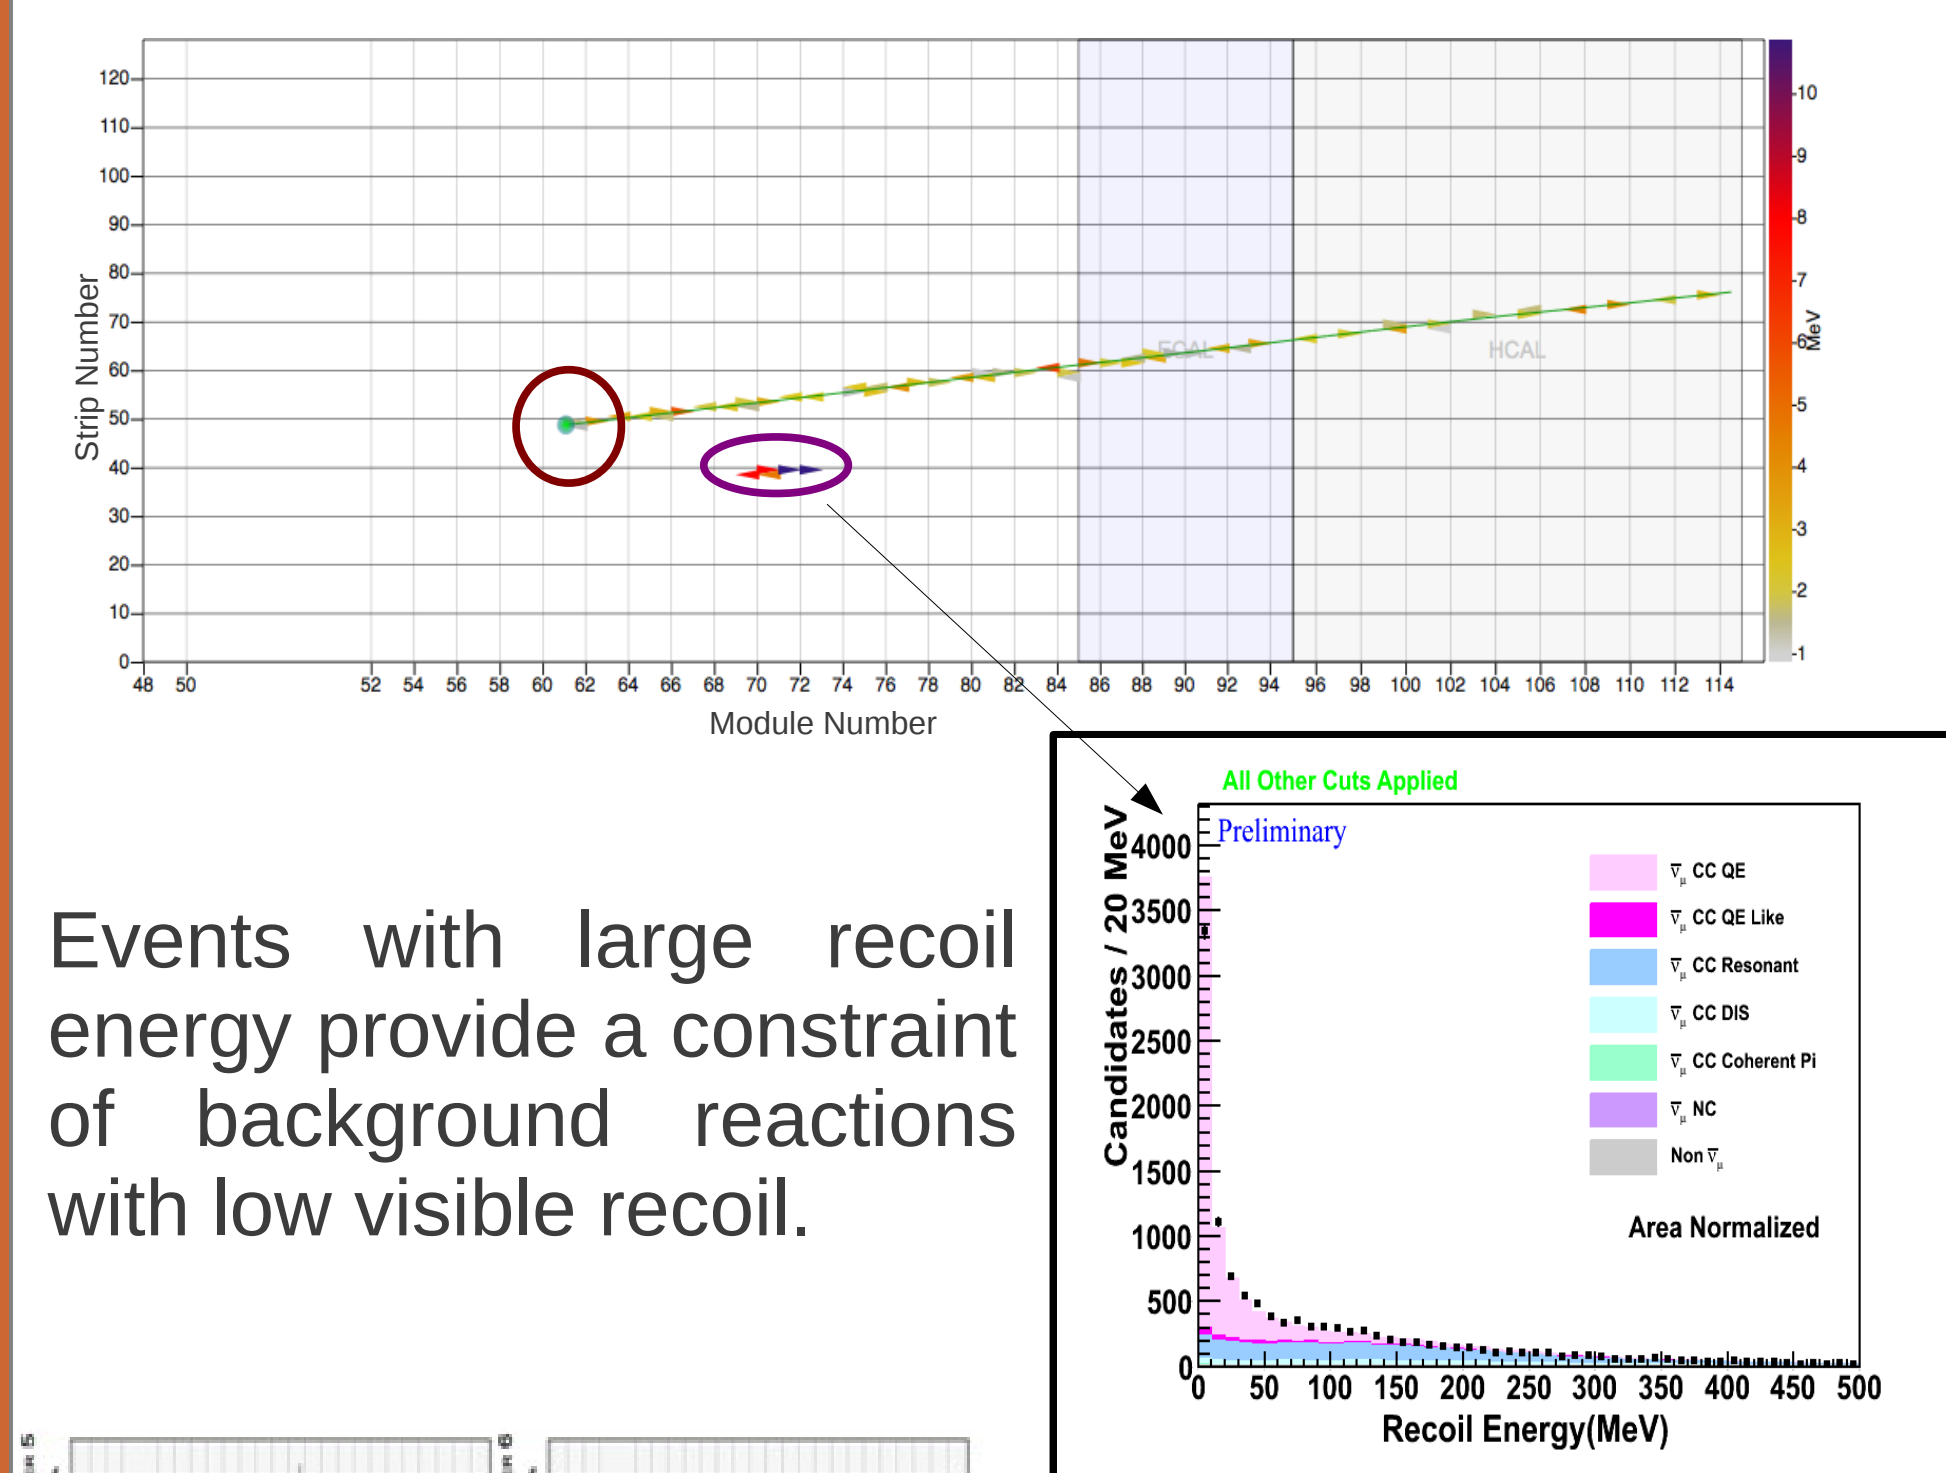 120
110
100
90
80
70
60
50
40
30
20
10
0
Strip Number
48 50 52 54 56 58 60 62 64 66 68 70 72 74 76 78 80 82 84 86 88 90 92 94 96 98 100 102 104 106 108 110 112 114
Module Number
ECAL
HCAL
10
9
8
7
6
5
4
3
2
1
MeV
Events with large recoil
energy provide a constraint
of background reactions
with low visible recoil.
All Other Cuts Applied
Preliminary
Candidates / 20 MeV
4000
3500
3000
2500
2000
1500
1000
500
0
ν̅μ CC QE
ν̅μ CC QE Like
ν̅μ CC Resonant
ν̅μ CC DIS
ν̅μ CC Coherent Pi
ν̅μ NC
Non ν̅μ
Area Normalized
0 50 100 150 200 250 300 350 400 450 500
Recoil Energy(MeV)